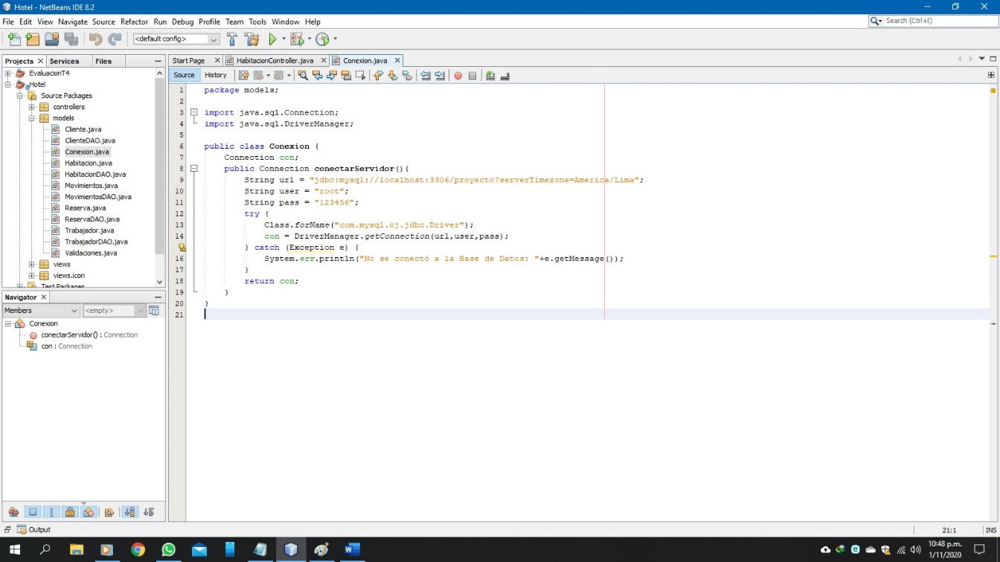 Hotel - NetBeans IDE 8.2
File Edit View Navigate Source Refactor Run Debug Profile Team Tools Window Help
Search (Ctrl+I)
<default config>
Projects Services Files
Start Page HabitacionController.java Conexion.java
Source History
EvaluacionT4
Hotel
Source Packages
controllers
models
Cliente.java
ClienteDAO.java
Conexion.java
Habitacion.java
HabitacionDAO.java
Movimientos.java
MovimientosDAO.java
Reserva.java
ReservaDAO.java
Trabajador.java
TrabajadorDAO.java
Validaciones.java
views
views.icon
Test Packages
1 package models;
2
3 import java.sql.Connection;
4 import java.sql.DriverManager;
5
6 public class Conexion {
7 Connection con;
8 public Connection conectarServidor(){
9 String url = "jdbc:mysql://localhost:3306/proyecto?serverTimezone=America/Lima";
10 String user = "root";
11 String pass = "123456";
12 try {
13 Class.forName("com.mysql.cj.jdbc.Driver");
14 con = DriverManager.getConnection(url,user,pass);
} catch (Exception e) {
16 System.err.println("No se conectó a la Base de Datos: "+e.getMessage());
17 }
18 return con;
19 }
20 }
21
Navigator
Members <empty>
Conexion
conectarServidor() : Connection
con : Connection
Output
21:1 INS
10:48 p.m.
1/11/2020